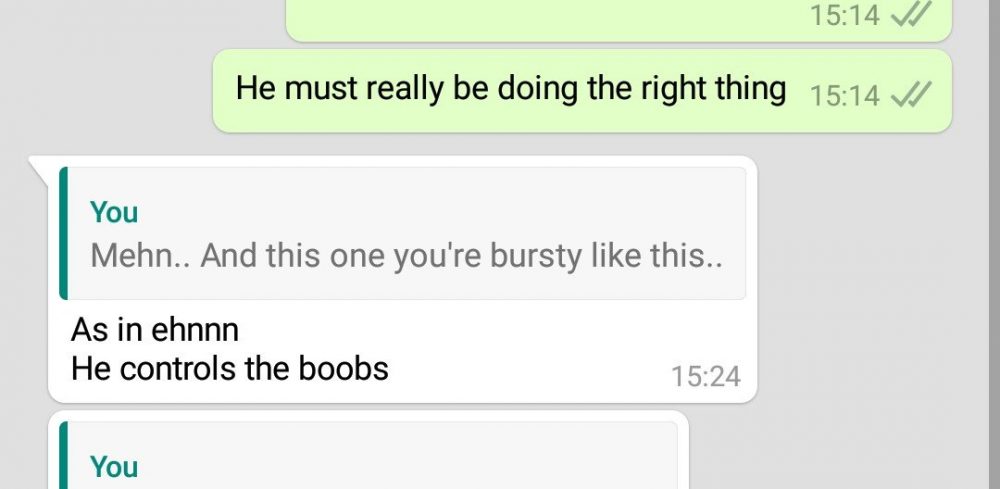 15:14
He must really be doing the right thing 15:14
You
Mehn.. And this one you're bursty like this..
As in ehnnn
He controls the boobs 15:24
You